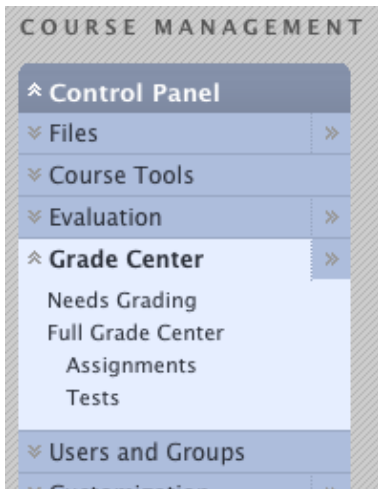 COURSE MANAGEMENT
Control Panel
Files
Course Tools
Evaluation
Grade Center
Needs Grading
Full Grade Center
Assignments
Tests
Users and Groups
Customization